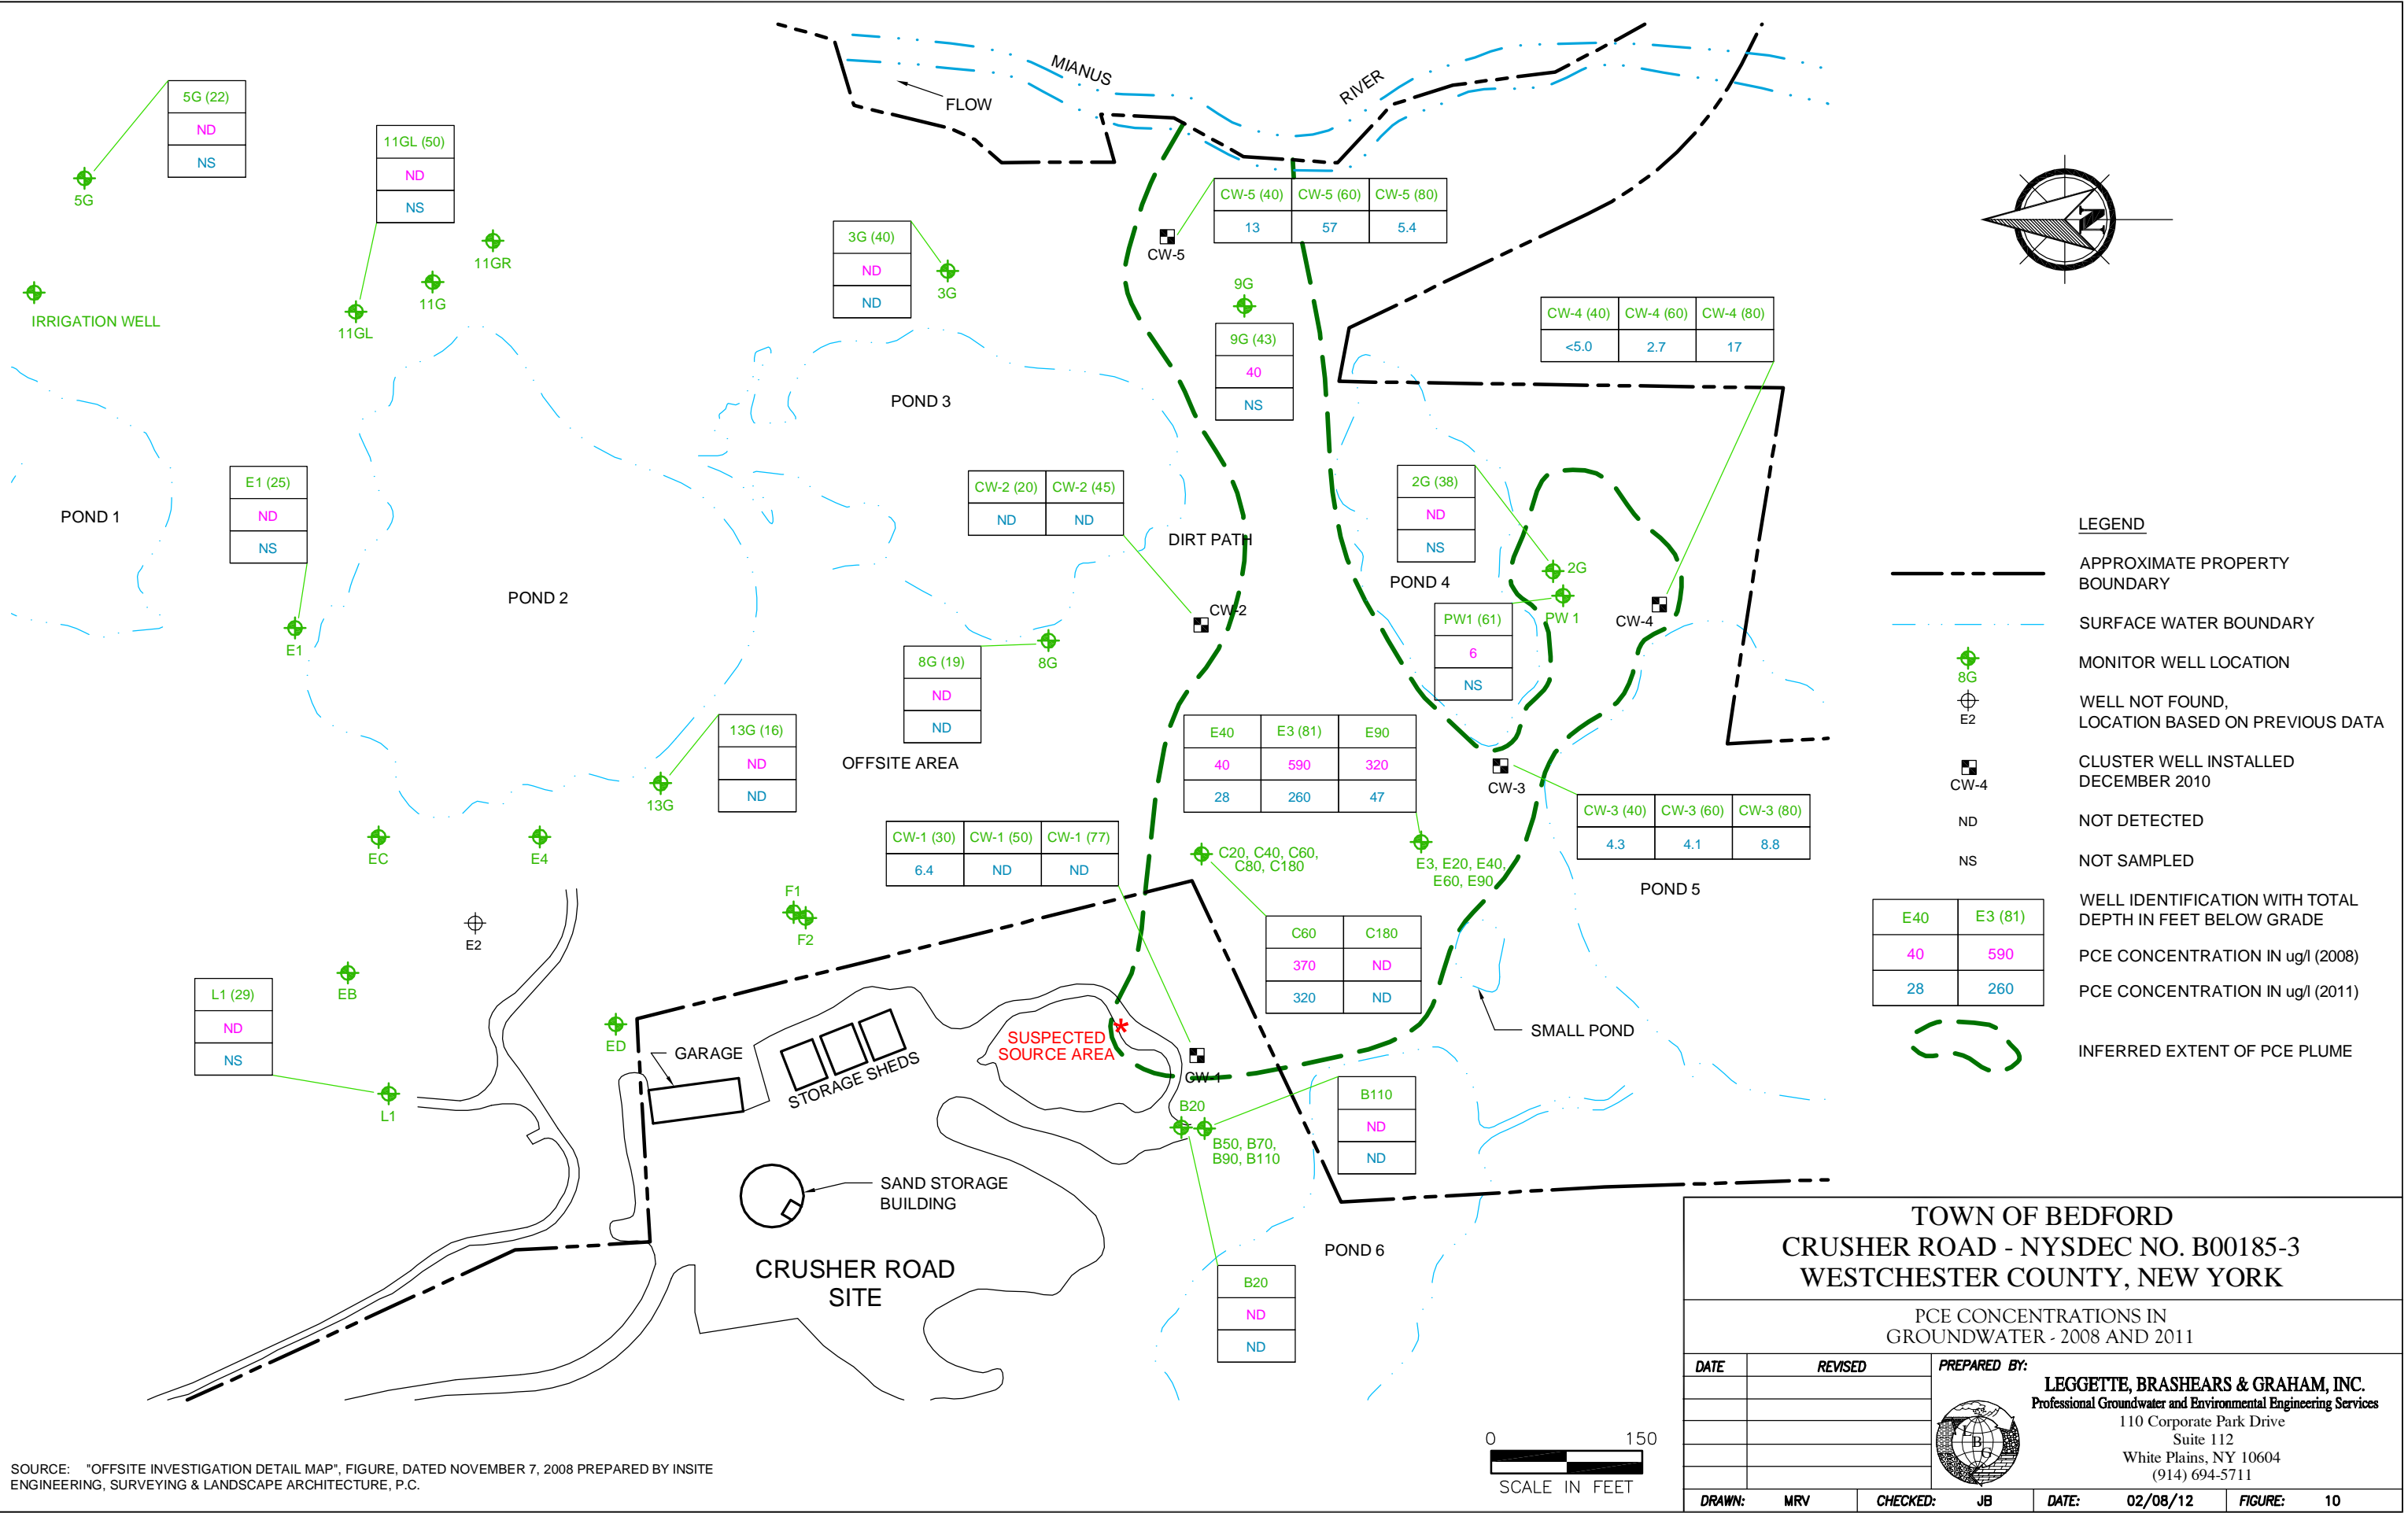 MIANUS
RIVER
FLOW
5G (22)
ND
NS
5G
11GL (50)
ND
NS
11GR
11G
11GL
IRRIGATION WELL
3G (40)
ND
ND
3G
CW-5 (40) CW-5 (60) CW-5 (80)
13 57 5.4
CW-5
9G
9G (43)
40
NS
CW-4 (40) CW-4 (60) CW-4 (80)
<5.0 2.7 17
N
POND 3
POND 1
E1 (25)
ND
NS
E1
POND 2
CW-2 (20) CW-2 (45)
ND ND
DIRT PATH
CW-2
2G (38)
ND
NS
POND 4
2G
PW 1
PW1 (61)
6
NS
CW-4
8G (19)
ND
ND
8G
OFFSITE AREA
13G (16)
ND
ND
13G
E40 E3 (81) E90
40 590 320
28 260 47
CW-3
CW-3 (40) CW-3 (60) CW-3 (80)
4.3 4.1 8.8
POND 5
CW-1 (30) CW-1 (50) CW-1 (77)
6.4 ND ND
C20, C40, C60,
C80, C180
E3, E20, E40,
E60, E90
C60 C180
370 ND
320 ND
EC
E4
F1
F2
E2
EB
ED
L1 (29)
ND
NS
L1
GARAGE
STORAGE SHEDS
SUSPECTED
SOURCE AREA
*
CW-1
SMALL POND
B20
B50, B70,
B90, B110
B110
ND
ND
SAND STORAGE
BUILDING
CRUSHER ROAD
SITE
POND 6
B20
ND
ND
LEGEND
APPROXIMATE PROPERTY
BOUNDARY
SURFACE WATER BOUNDARY
8G
MONITOR WELL LOCATION
E2
WELL NOT FOUND,
LOCATION BASED ON PREVIOUS DATA
CW-4
CLUSTER WELL INSTALLED
DECEMBER 2010
ND NOT DETECTED
NS NOT SAMPLED
E40 E3 (81)
WELL IDENTIFICATION WITH TOTAL
DEPTH IN FEET BELOW GRADE
40 590 PCE CONCENTRATION IN ug/l (2008)
28 260 PCE CONCENTRATION IN ug/l (2011)
INFERRED EXTENT OF PCE PLUME
0 150
SCALE IN FEET
SOURCE: "OFFSITE INVESTIGATION DETAIL MAP", FIGURE, DATED NOVEMBER 7, 2008 PREPARED BY INSITE
ENGINEERING, SURVEYING & LANDSCAPE ARCHITECTURE, P.C.
TOWN OF BEDFORD
CRUSHER ROAD - NYSDEC NO. B00185-3
WESTCHESTER COUNTY, NEW YORK
PCE CONCENTRATIONS IN
GROUNDWATER - 2008 AND 2011
DATE REVISED PREPARED BY:
LEGGETTE, BRASHEARS & GRAHAM, INC.
Professional Groundwater and Environmental Engineering Services
110 Corporate Park Drive
Suite 112
White Plains, NY 10604
(914) 694-5711
L B G
DRAWN: MRV CHECKED: JB DATE: 02/08/12 FIGURE: 10